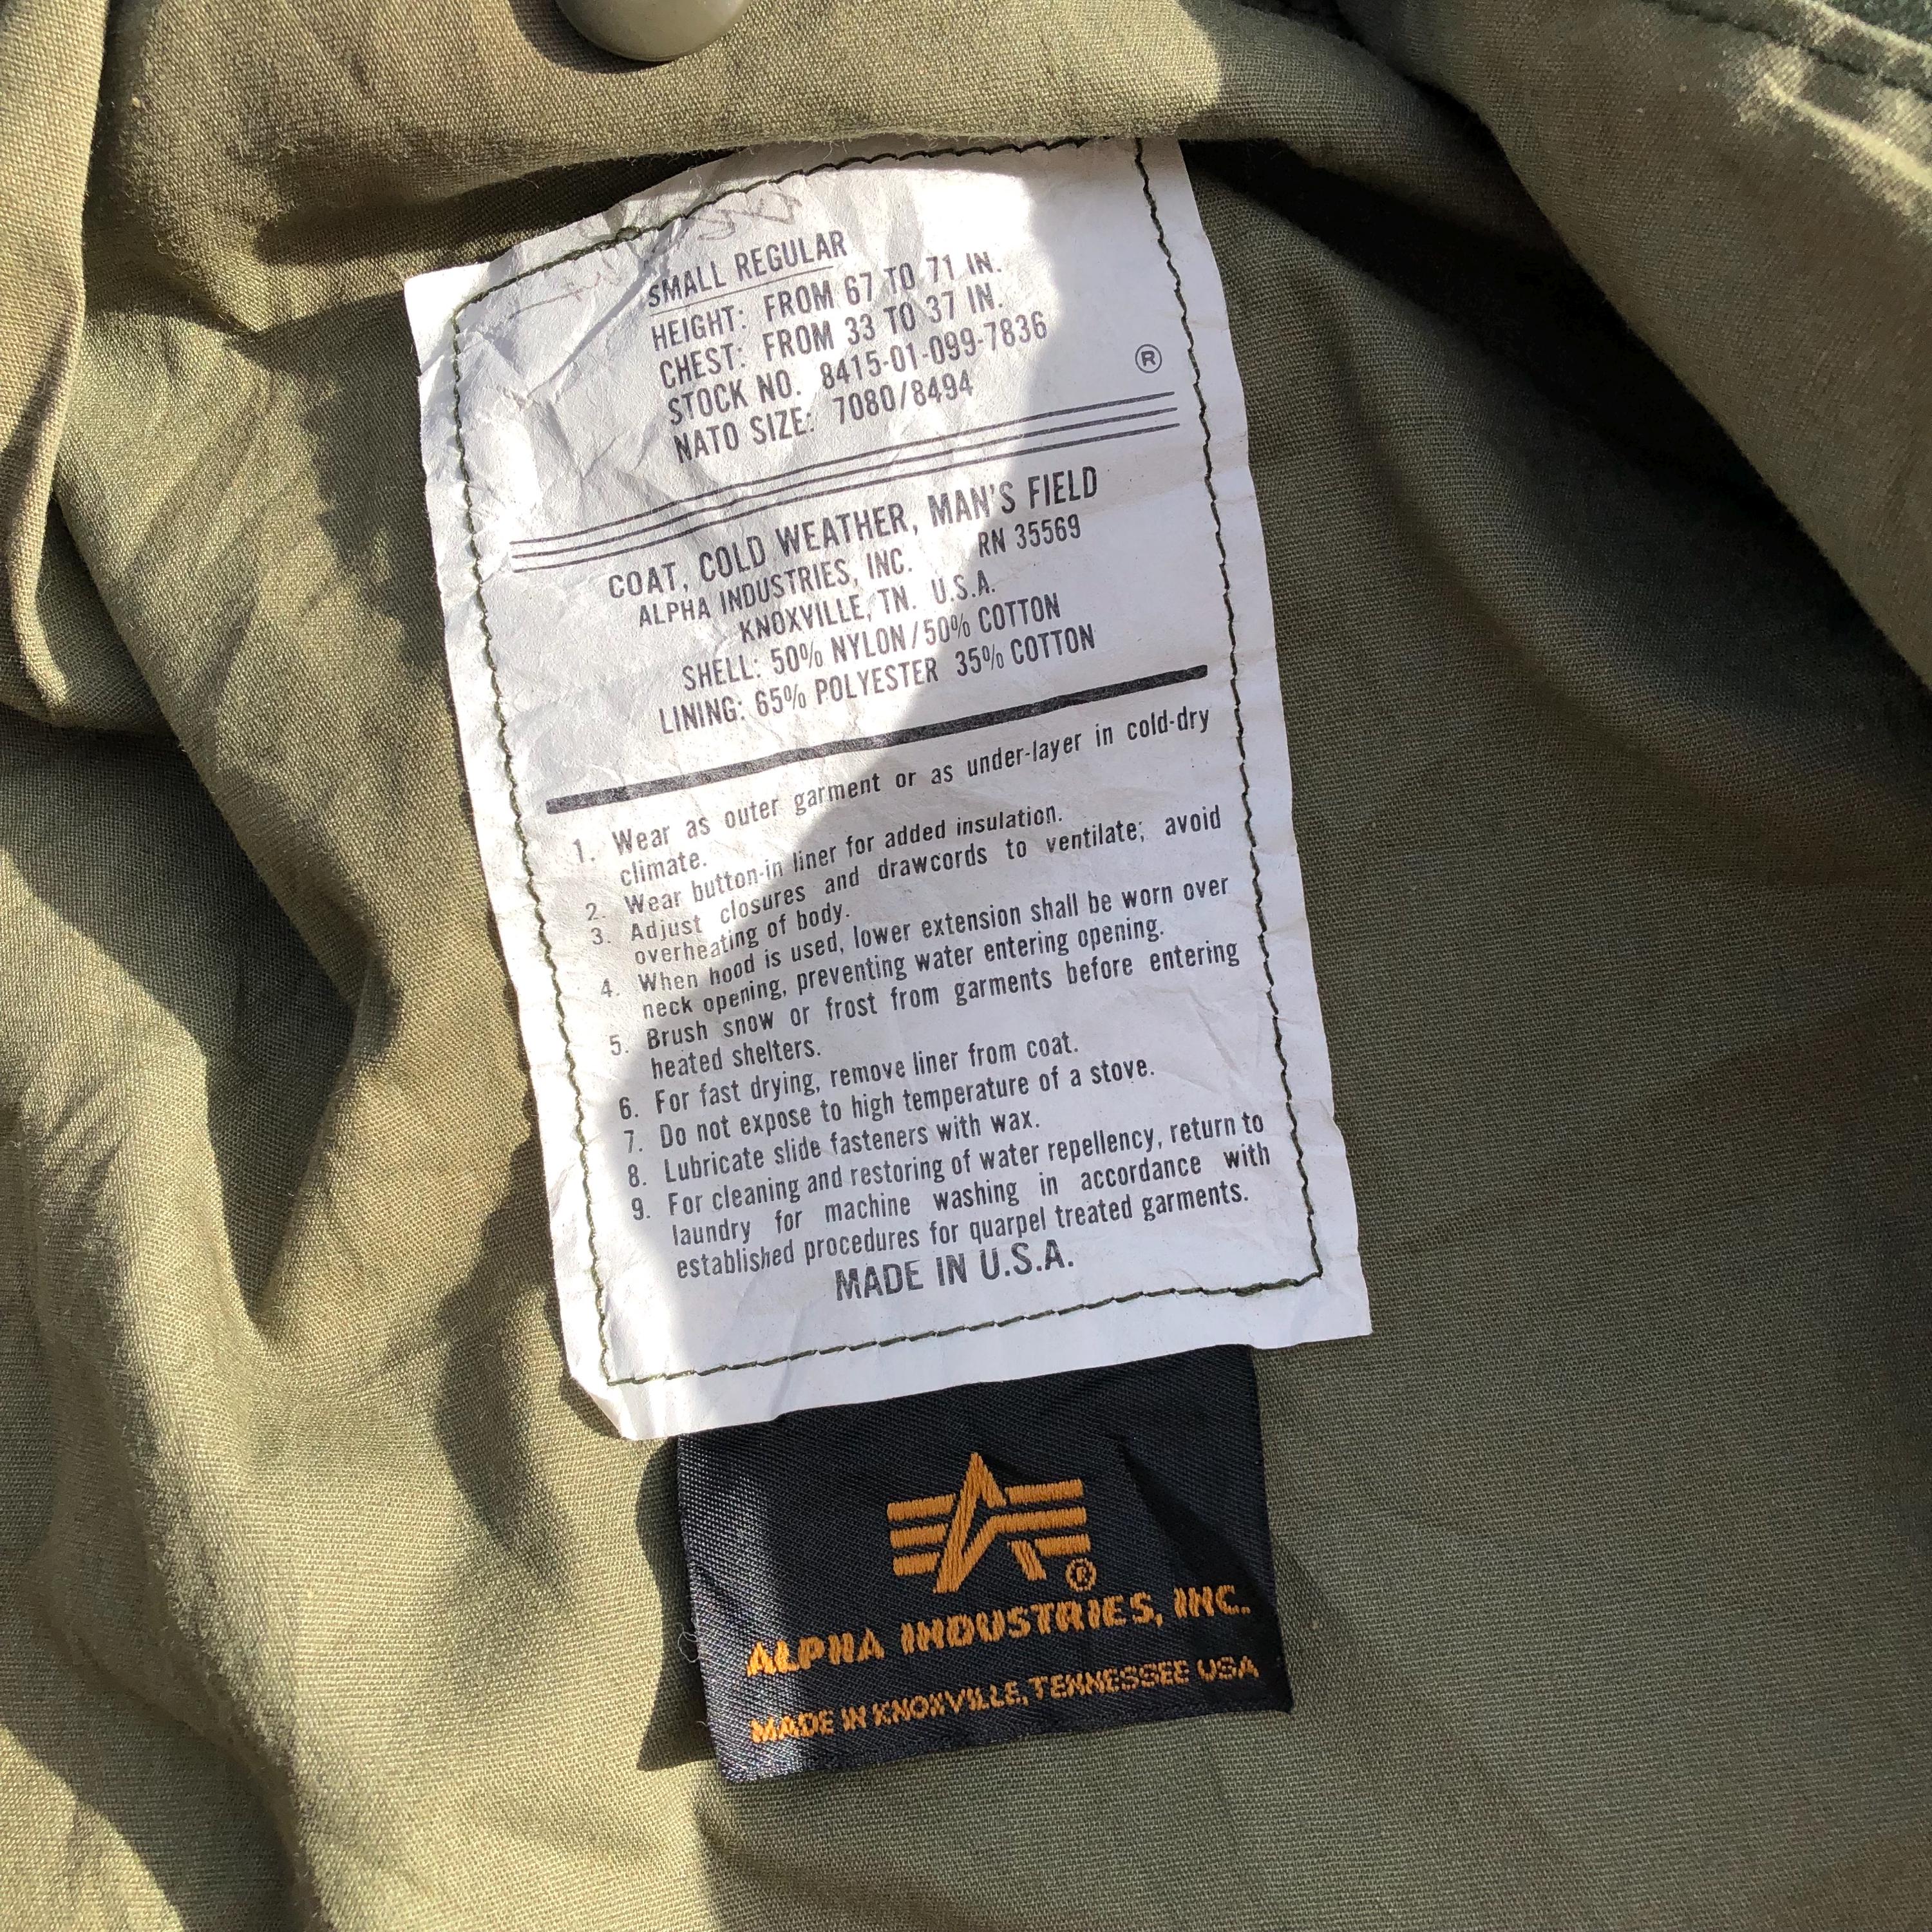 SMALL REGULAR
HEIGHT: FROM 67 TO 71 IN.
CHEST: FROM 33 TO 37 IN.
STOCK NO. 8415-01-099-7836
NATO SIZE: 7080/8494
®
COAT, COLD WEATHER, MAN'S FIELD
ALPHA INDUSTRIES, INC. RN 35569
KNOXVILLE, TN. U.S.A.
SHELL: 50% NYLON/50% COTTON
LINING: 65% POLYESTER 35% COTTON
1. Wear as outer garment or as under-layer in cold-dry
climate.
2. Wear button-in liner for added insulation.
3. Adjust closures and drawcords to ventilate; avoid
overheating of body.
4. When hood is used, lower extension shall be worn over
neck opening, preventing water entering opening.
5. Brush snow or frost from garments before entering
heated shelters.
6. For fast drying, remove liner from coat.
7. Do not expose to high temperature of a stove.
8. Lubricate slide fasteners with wax.
9. For cleaning and restoring of water repellency, return to
laundry for machine washing in accordance with
established procedures for quarpel treated garments.
MADE IN U.S.A.
®
ALPHA INDUSTRIES, INC.
MADE IN KNOXVILLE, TENNESSEE USA